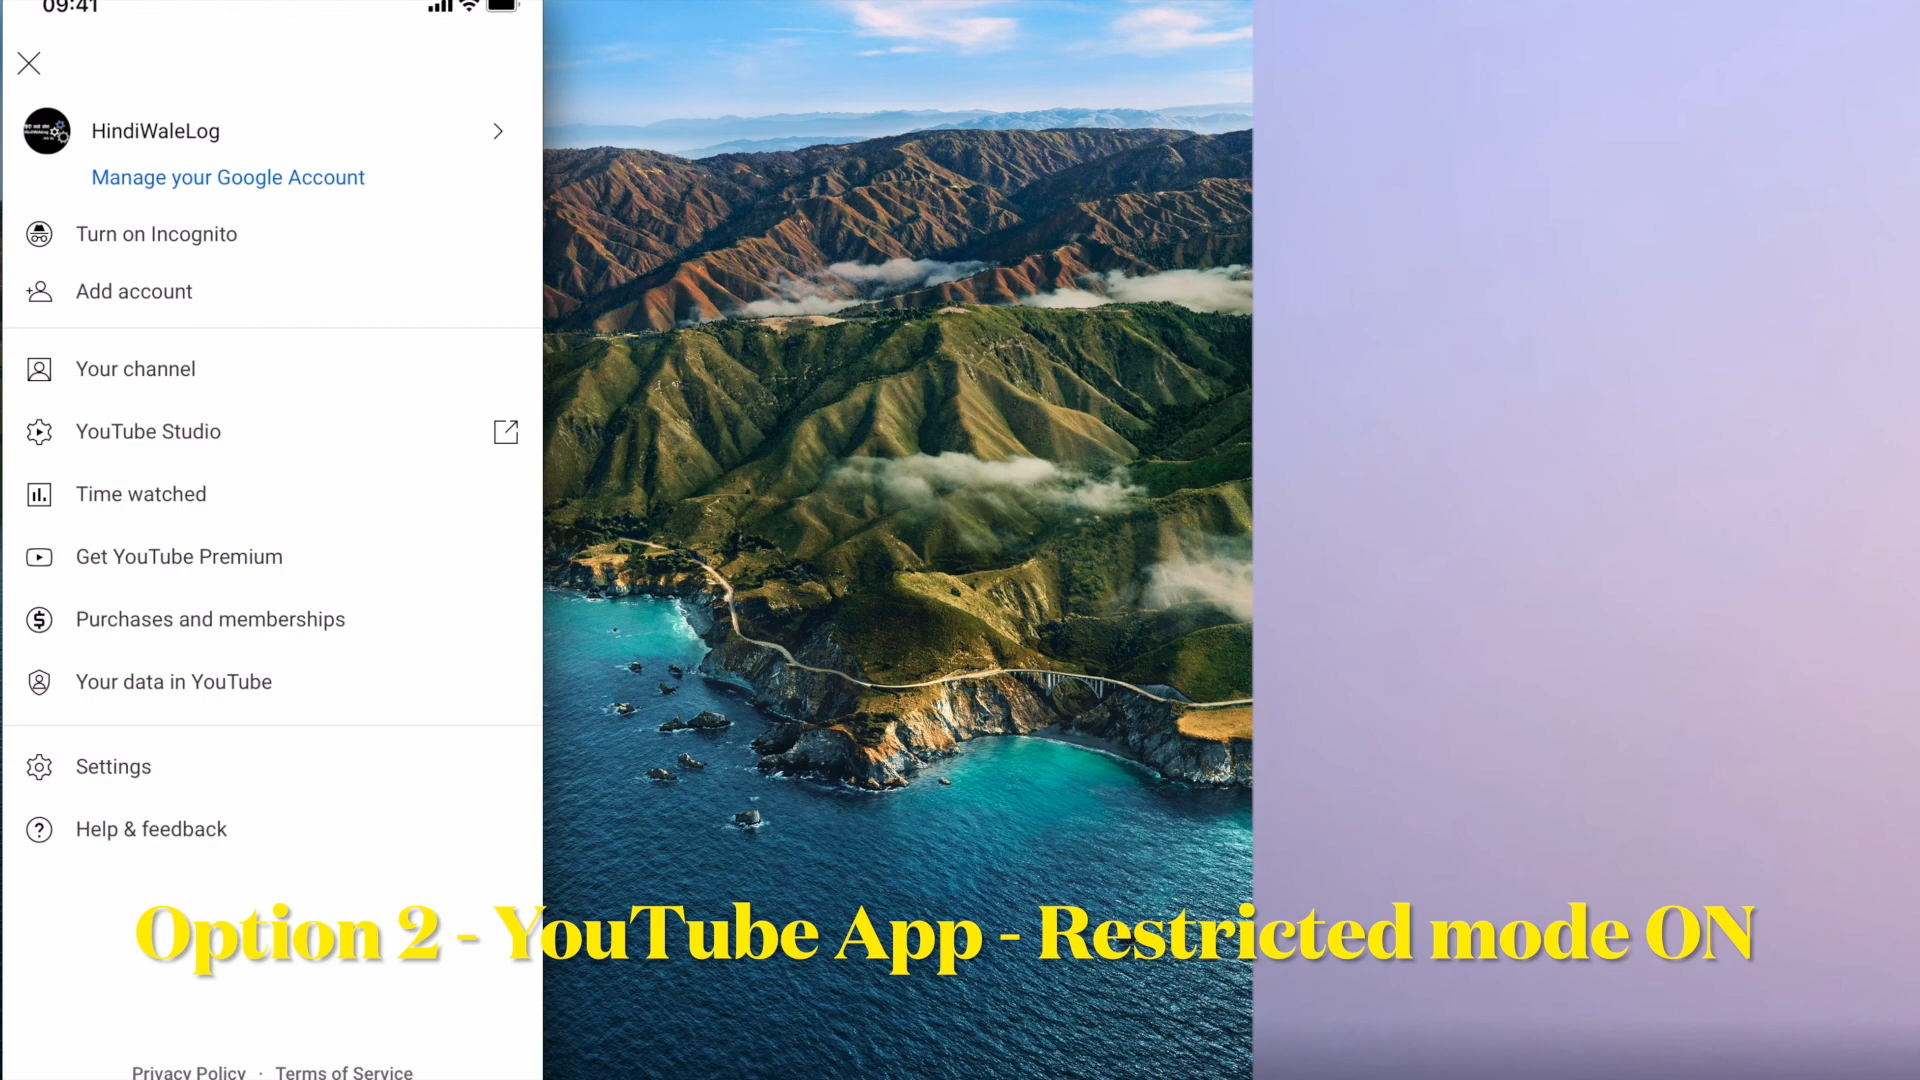 09:41
HindiWaleLog
Manage your Google Account
Turn on Incognito
Add account
Your channel
YouTube Studio
Time watched
Get YouTube Premium
Purchases and memberships
Your data in YouTube
Settings
Help & feedback
Option 2 - YouTube App - Restricted mode ON
Privacy Policy · Terms of Service